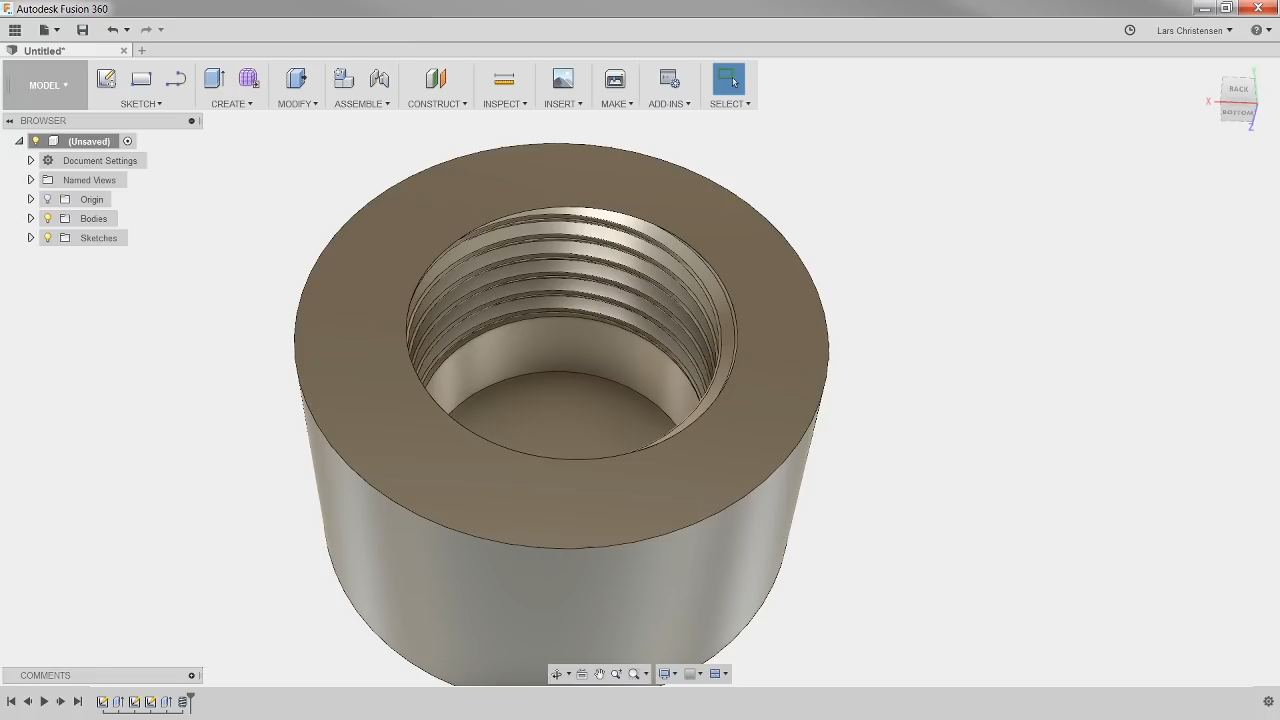 Autodesk Fusion 360
Lars Christensen
Untitled*
MODEL
SKETCH
CREATE
MODIFY
ASSEMBLE
CONSTRUCT
INSPECT
INSERT
MAKE
ADD-INS
SELECT
BACK
BOTTOM
X
Y
Z
BROWSER
(Unsaved)
Document Settings
Named Views
Origin
Bodies
Sketches
COMMENTS